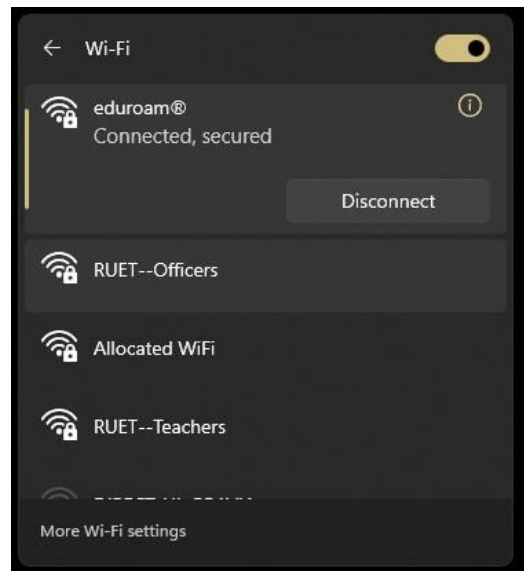 Wi-Fi
eduroam®
Connected, secured
Disconnect
RUET--Officers
Allocated WiFi
RUET--Teachers
More Wi-Fi settings